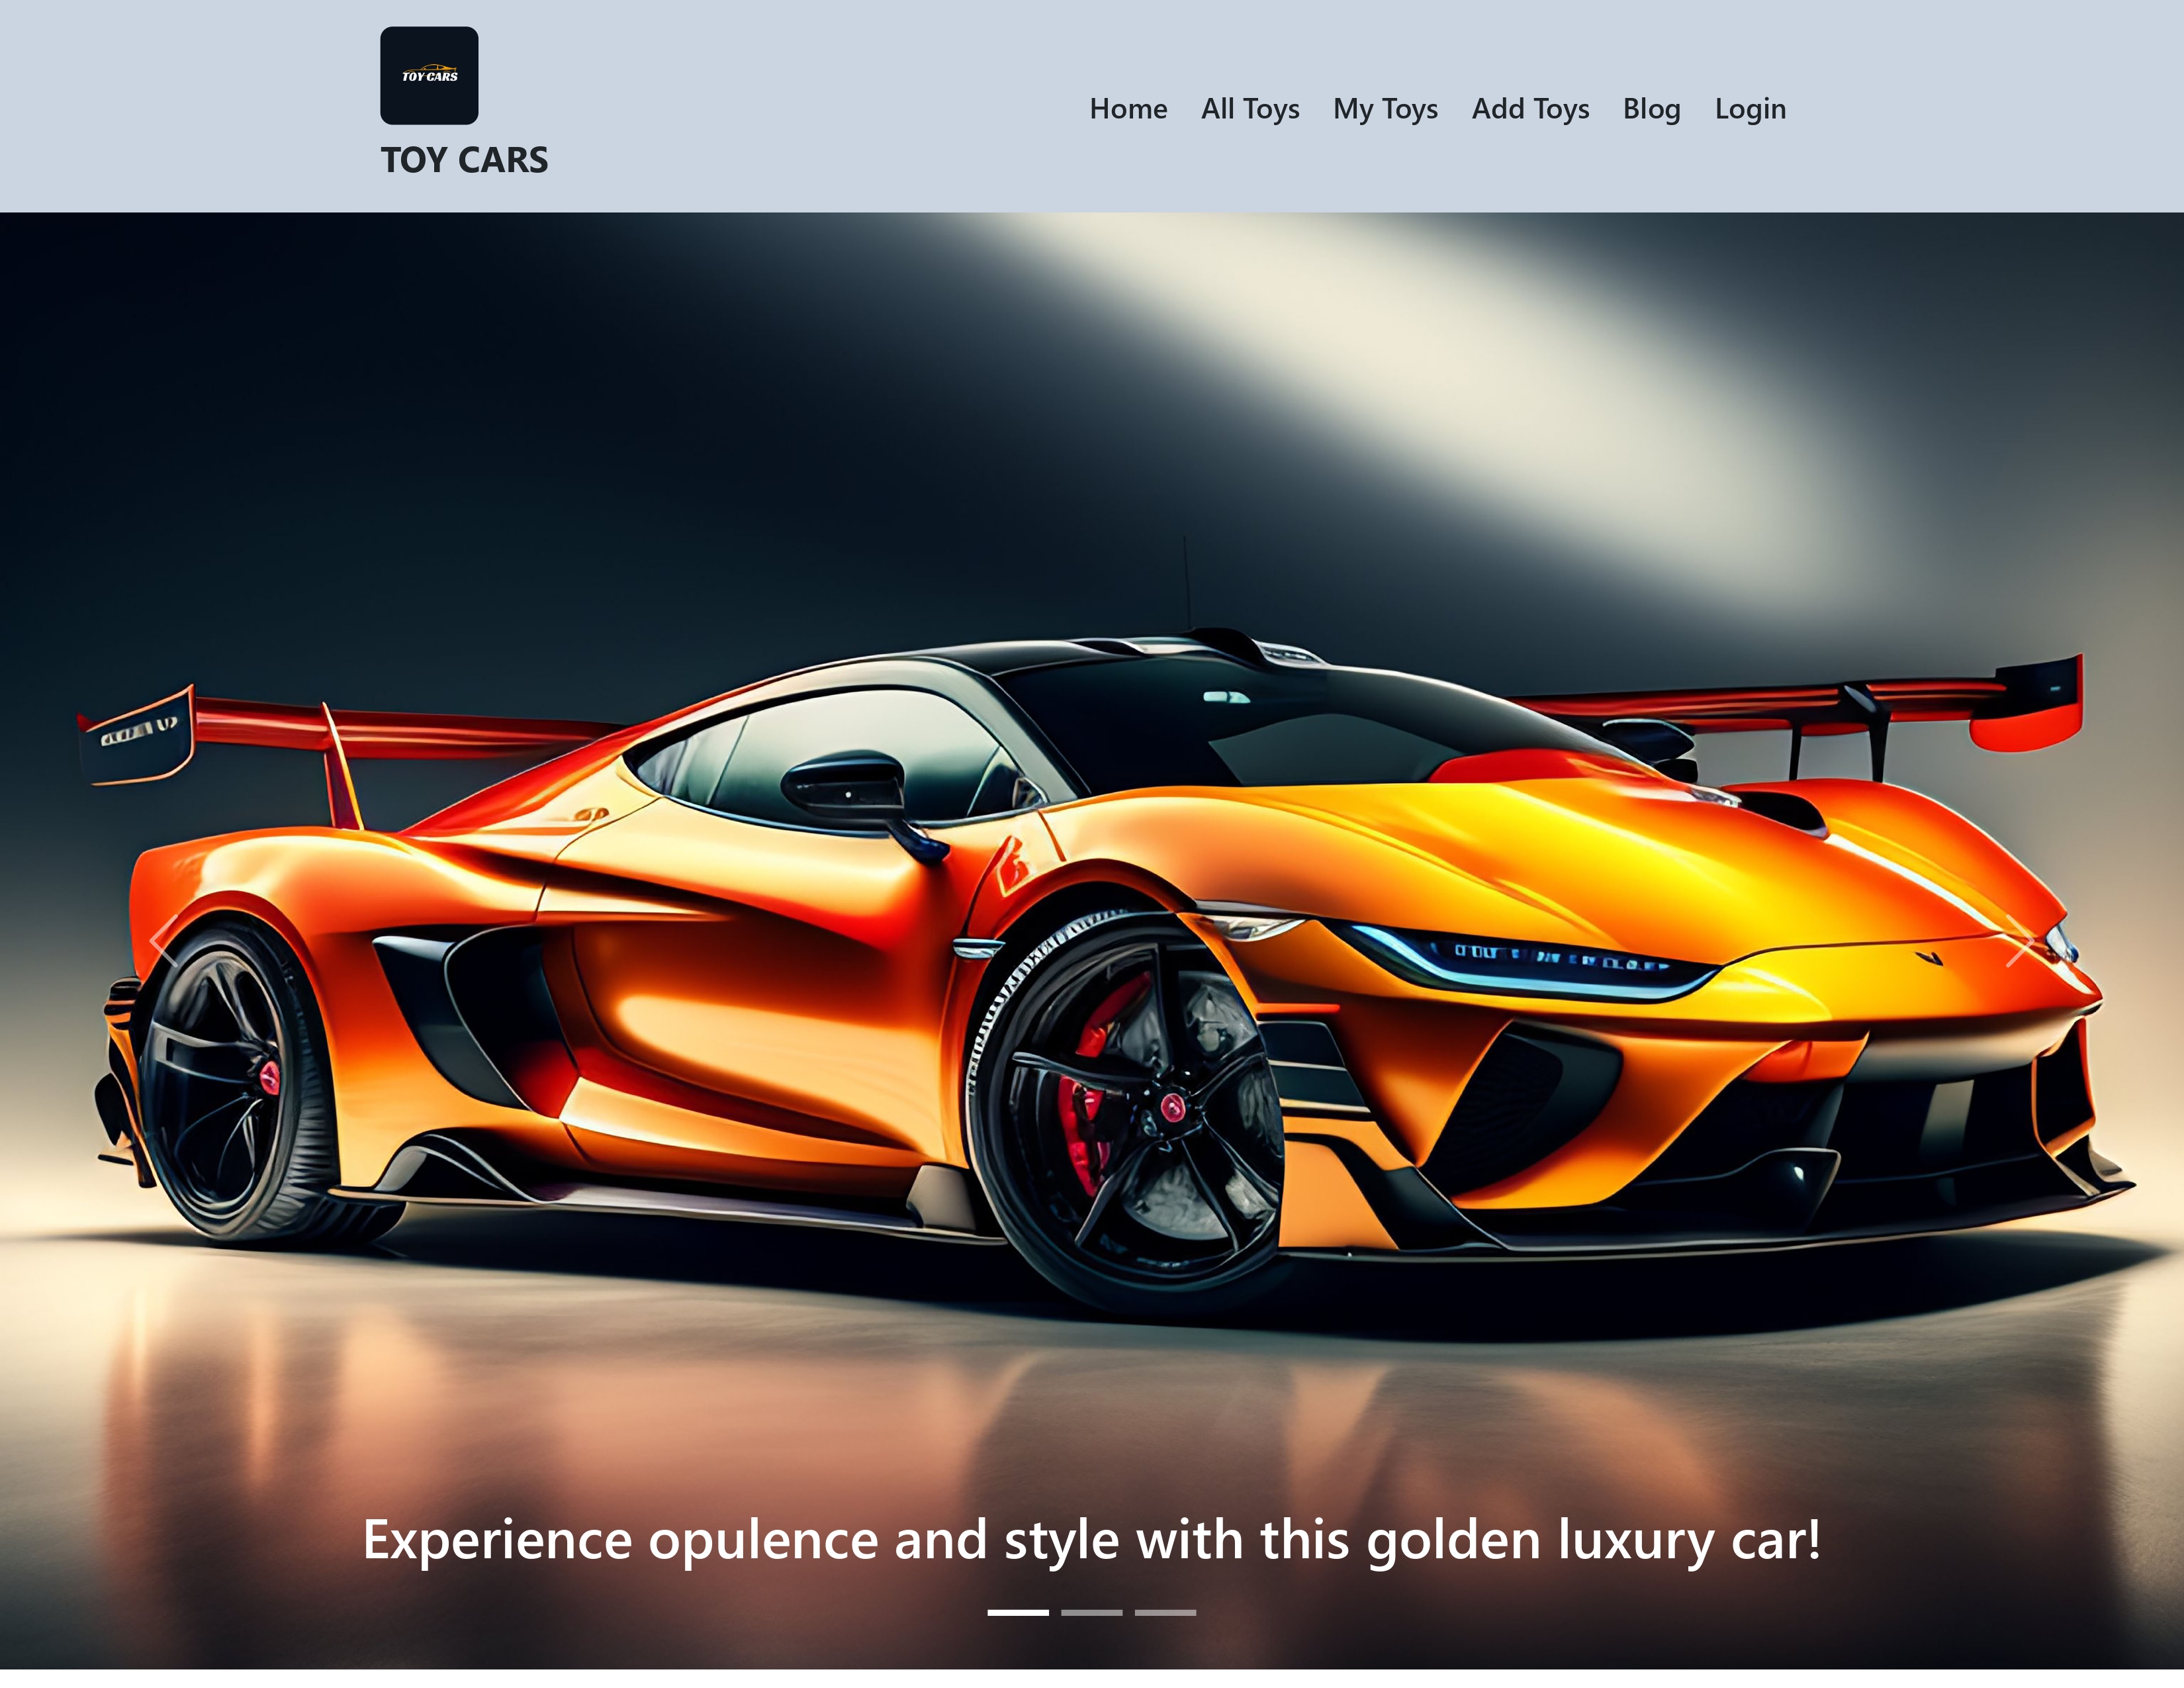 TOY CARS
TOY CARS
Home All Toys My Toys Add Toys Blog Login
Experience opulence and style with this golden luxury car!